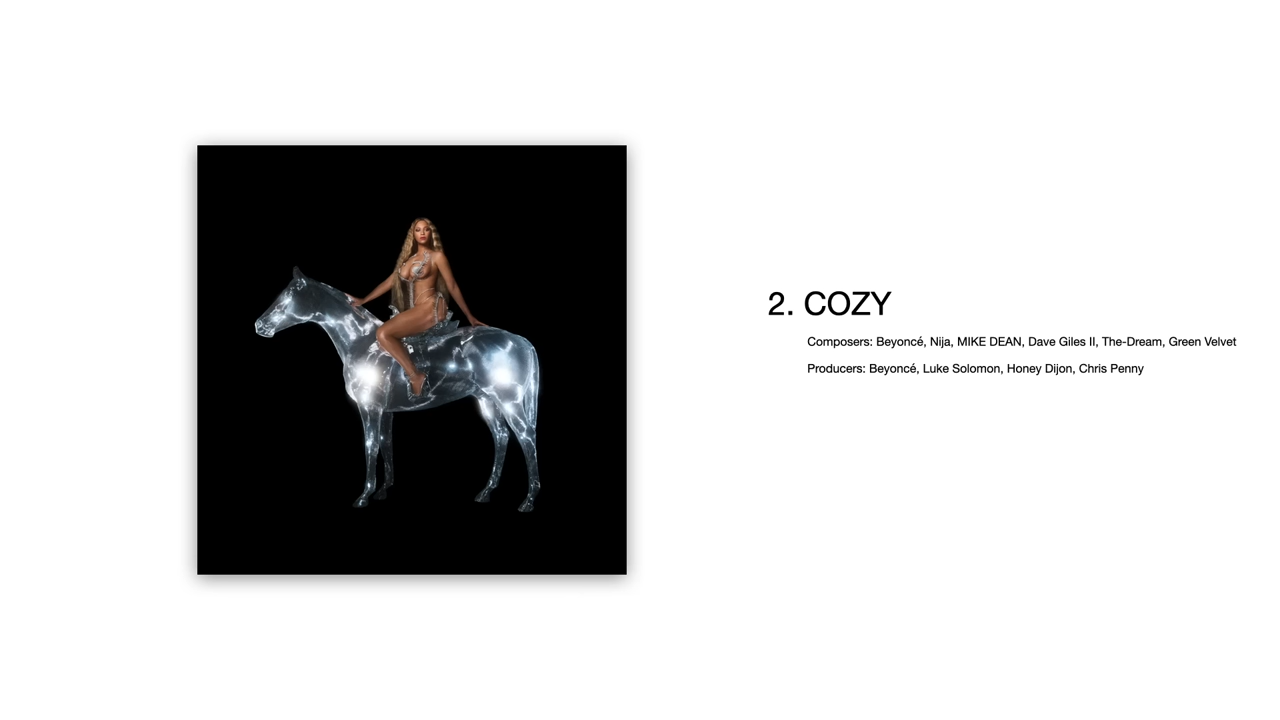 2. COZY
Composers: Beyoncé, Nija, MIKE DEAN, Dave Giles II, The-Dream, Green Velvet
Producers: Beyoncé, Luke Solomon, Honey Dijon, Chris Penny